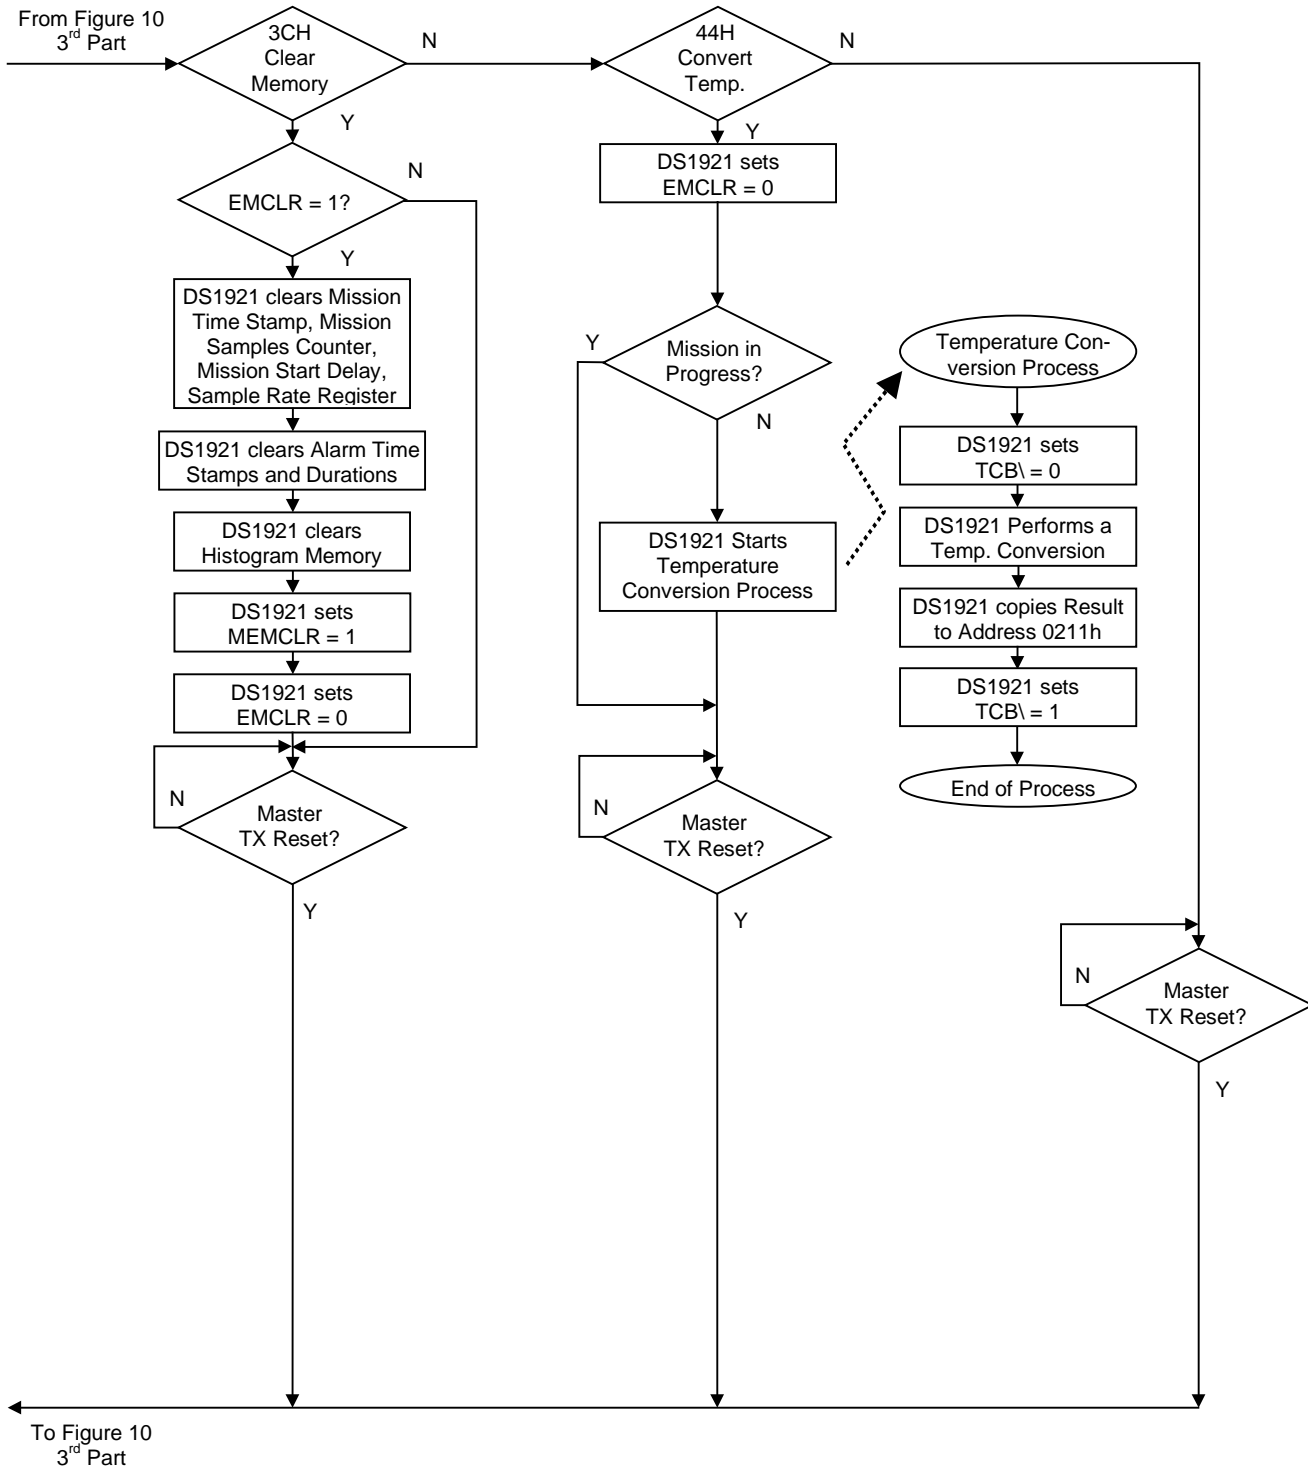 From Figure 10
3rd Part
3CH
Clear
Memory
N
Y
44H
Convert
Temp.
N
Y
EMCLR = 1?
N
Y
DS1921 sets
EMCLR = 0
DS1921 clears Mission
Time Stamp, Mission
Samples Counter,
Mission Start Delay,
Sample Rate Register
DS1921 clears Alarm Time
Stamps and Durations
DS1921 clears
Histogram Memory
DS1921 sets
MEMCLR = 1
DS1921 sets
EMCLR = 0
N
Master
TX Reset?
Y
Y
Mission in
Progress?
N
DS1921 Starts
Temperature
Conversion Process
N
Master
TX Reset?
Y
Temperature Con-
version Process
DS1921 sets
TCB\ = 0
DS1921 Performs a
Temp. Conversion
DS1921 copies Result
to Address 0211h
DS1921 sets
TCB\ = 1
End of Process
N
Master
TX Reset?
Y
To Figure 10
3rd Part